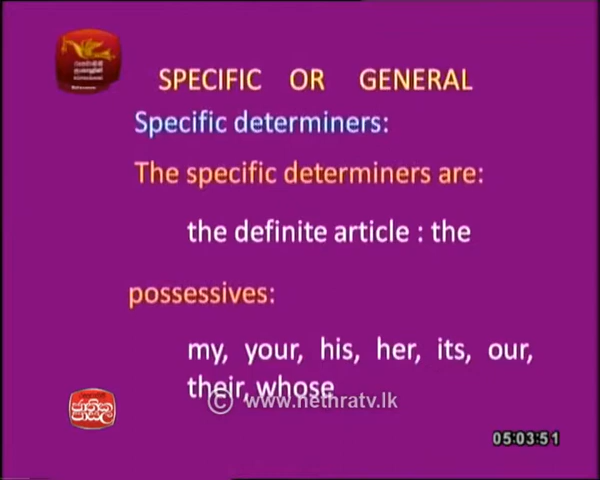 SPECIFIC OR GENERAL
Specific determiners:
The specific determiners are:
the definite article : the
possessives:
my, your, his, her, its, our,
their, whose
© www.nethratv.lk
ජාතික
පාසල
05:03:51